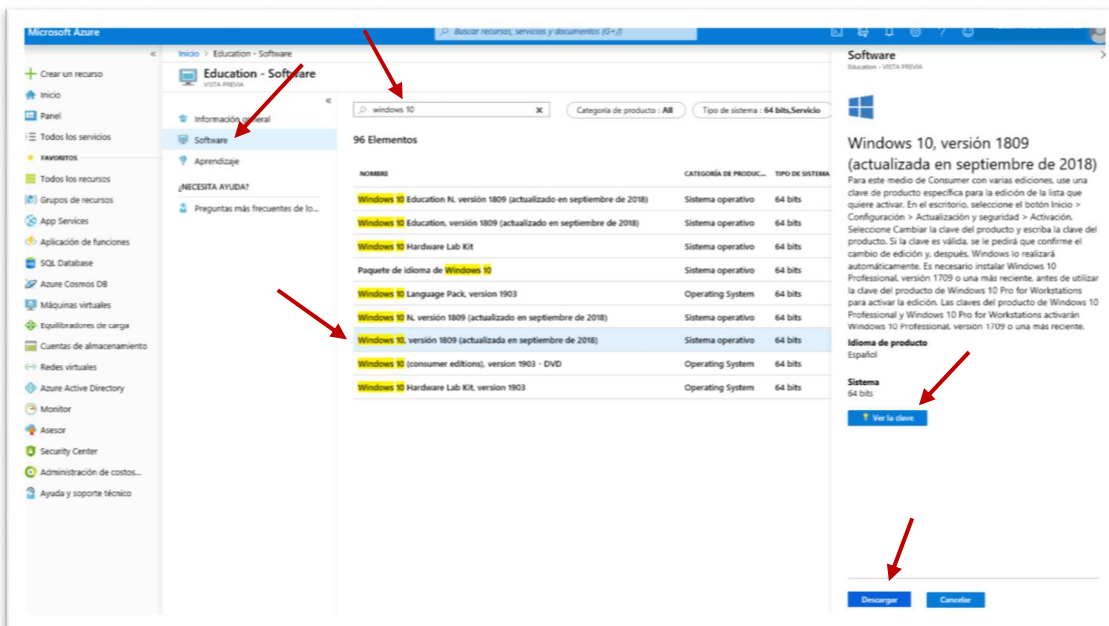 Microsoft Azure
Buscar recursos, servicios y documentos (G+/)
Crear un recurso
Inicio
Panel
Todos los servicios
FAVORITOS
Todos los recursos
Grupos de recursos
App Services
Aplicación de funciones
SQL Database
Azure Cosmos DB
Máquinas virtuales
Equilibradores de carga
Cuentas de almacenamiento
Redes virtuales
Azure Active Directory
Monitor
Asesor
Security Center
Administración de costos...
Ayuda y soporte técnico
Inicio > Education - Software
Education - Software
VISTA PREVIA
Información general
Software
Aprendizaje
¿NECESITA AYUDA?
Preguntas más frecuentes de lo...
windows 10
Categoría de producto : All
Tipo de sistema : 64 bits,Servicio
96 Elementos
NOMBRE CATEGORÍA DE PRODUC... TIPO DE SISTEMA
Windows 10 Education N, versión 1809 (actualizado en septiembre de 2018) Sistema operativo 64 bits
Windows 10 Education, versión 1809 (actualizado en septiembre de 2018) Sistema operativo 64 bits
Windows 10 Hardware Lab Kit Sistema operativo 64 bits
Paquete de idioma de Windows 10 Sistema operativo 64 bits
Windows 10 Language Pack, version 1903 Operating System 64 bits
Windows 10 N, versión 1809 (actualizado en septiembre de 2018) Sistema operativo 64 bits
Windows 10, versión 1809 (actualizada en septiembre de 2018) Sistema operativo 64 bits
Windows 10 (consumer editions), version 1903 - DVD Operating System 64 bits
Windows 10 Hardware Lab Kit, version 1903 Operating System 64 bits
Software
Education - VISTA PREVIA
Windows 10, versión 1809
(actualizada en septiembre de 2018)
Para este medio de Consumer con varias ediciones, use una
clave de producto específica para la edición de la lista que
quiere activar. En el escritorio, seleccione el botón Inicio >
Configuración > Actualización y seguridad > Activación.
Seleccione Cambiar la clave del producto y escriba la clave del
producto. Si la clave es válida, se le pedirá que confirme el
cambio de edición y, después, Windows lo realizará
automáticamente. Es necesario instalar Windows 10
Professional, versión 1709 o una más reciente, antes de utilizar
la clave del producto de Windows 10 Pro for Workstations
para activar la edición. Las claves del producto de Windows 10
Professional y Windows 10 Pro for Workstations activarán
Windows 10 Professional, versión 1709 o una más reciente.
Idioma de producto
Español
Sistema
64 bits
Ver la clave
Descargar
Cancelar